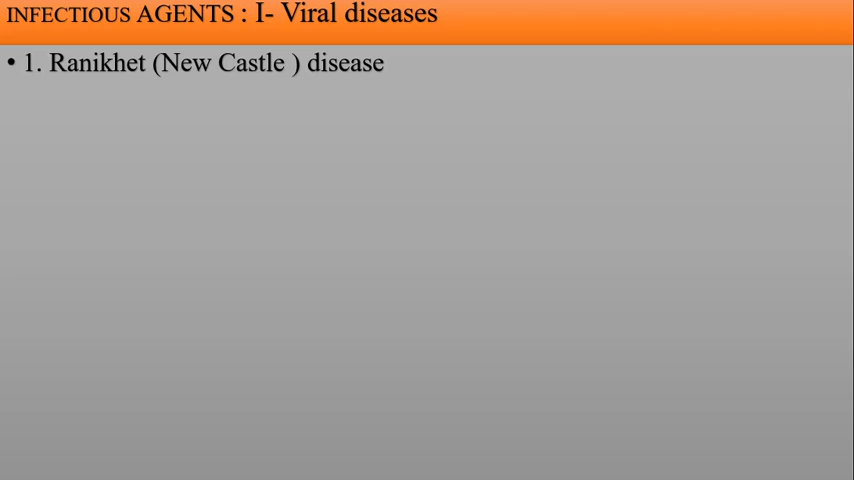 INFECTIOUS AGENTS : I- Viral diseases
• 1. Ranikhet (New Castle ) disease